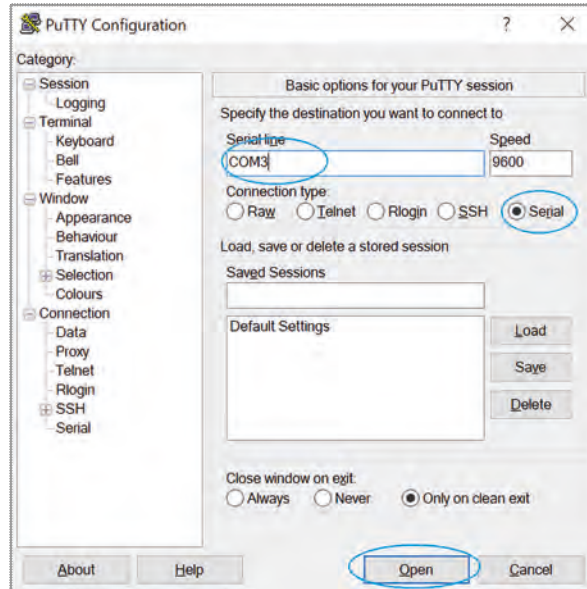 PuTTY Configuration ? ×
Category:
Session
Logging
Terminal
Keyboard
Bell
Features
Window
Appearance
Behaviour
Translation
Selection
Colours
Connection
Data
Proxy
Telnet
Rlogin
SSH
Serial
Basic options for your PuTTY session
Specify the destination you want to connect to
Serial line Speed
COM3 9600
Connection type:
Raw Telnet Rlogin SSH Serial
Load, save or delete a stored session
Saved Sessions
Default Settings
Load
Save
Delete
Close window on exit:
Always Never Only on clean exit
About Help Open Cancel